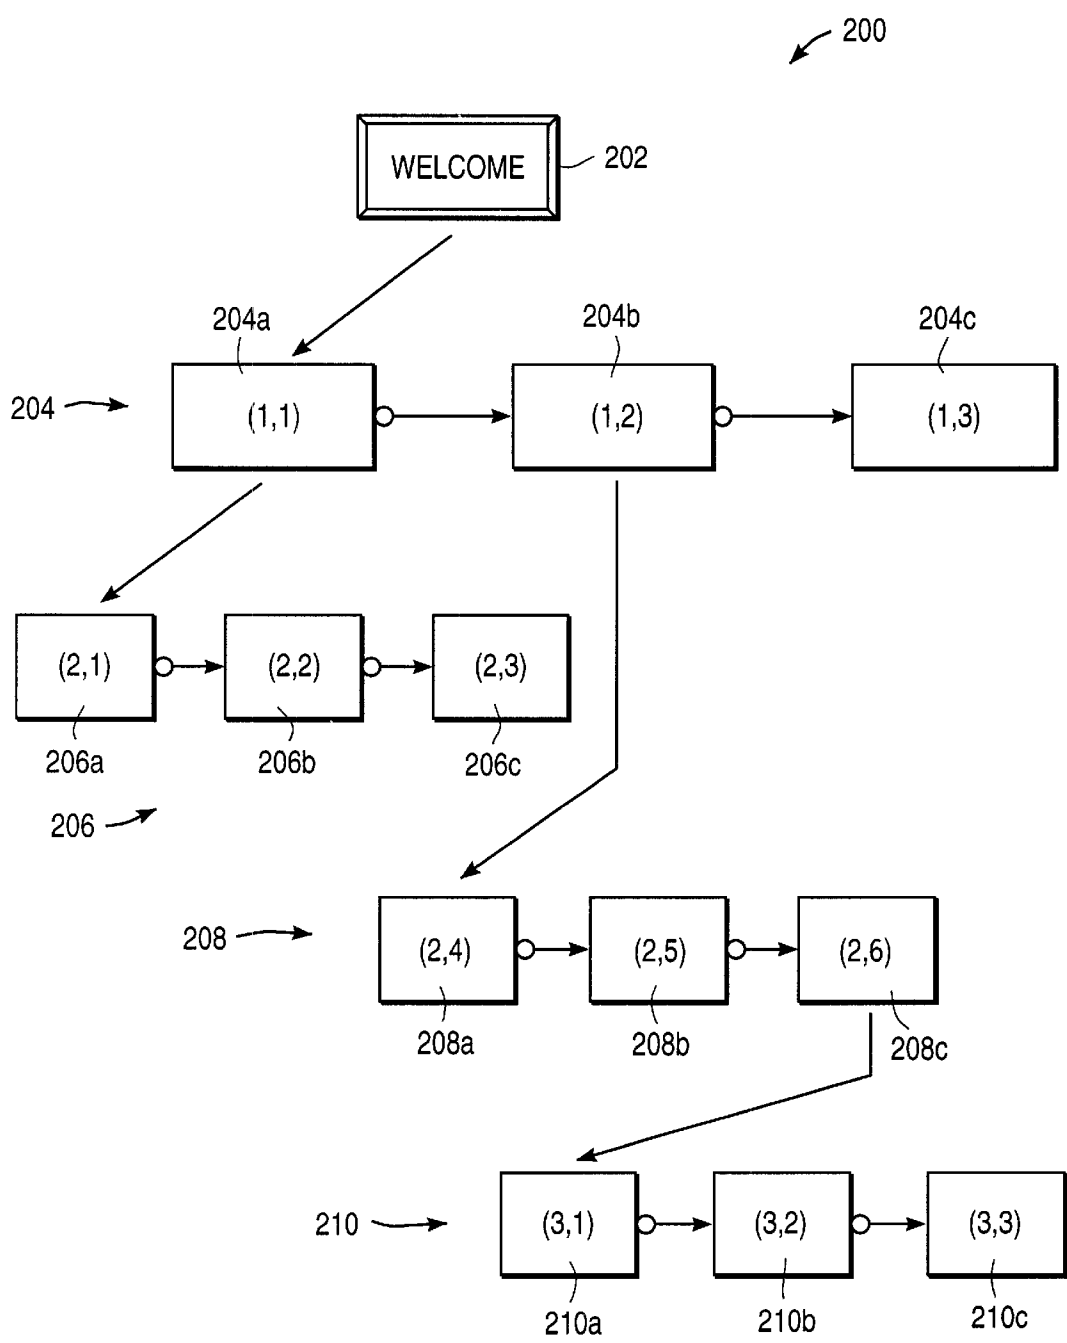 200
WELCOME
202
204a
204b
204c
204
(1,1)
(1,2)
(1,3)
(2,1)
(2,2)
(2,3)
206a
206b
206c
206
208
(2,4)
(2,5)
(2,6)
208a
208b
208c
210
(3,1)
(3,2)
(3,3)
210a
210b
210c